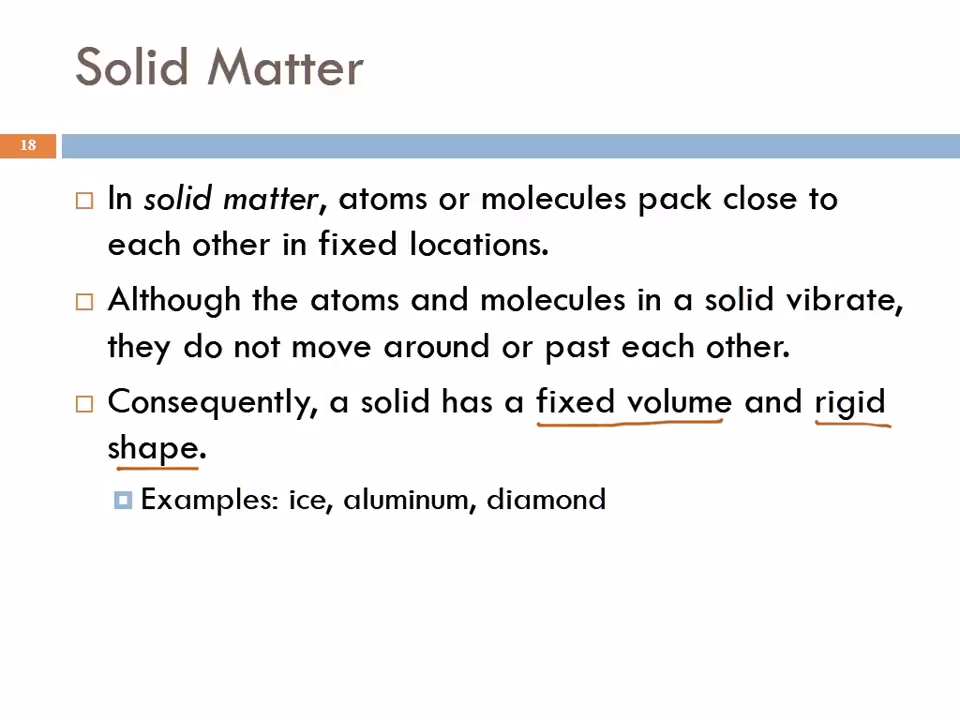 Solid Matter
18
In solid matter, atoms or molecules pack close to
each other in fixed locations.
Although the atoms and molecules in a solid vibrate,
they do not move around or past each other.
Consequently, a solid has a fixed volume and rigid
shape.
Examples: ice, aluminum, diamond